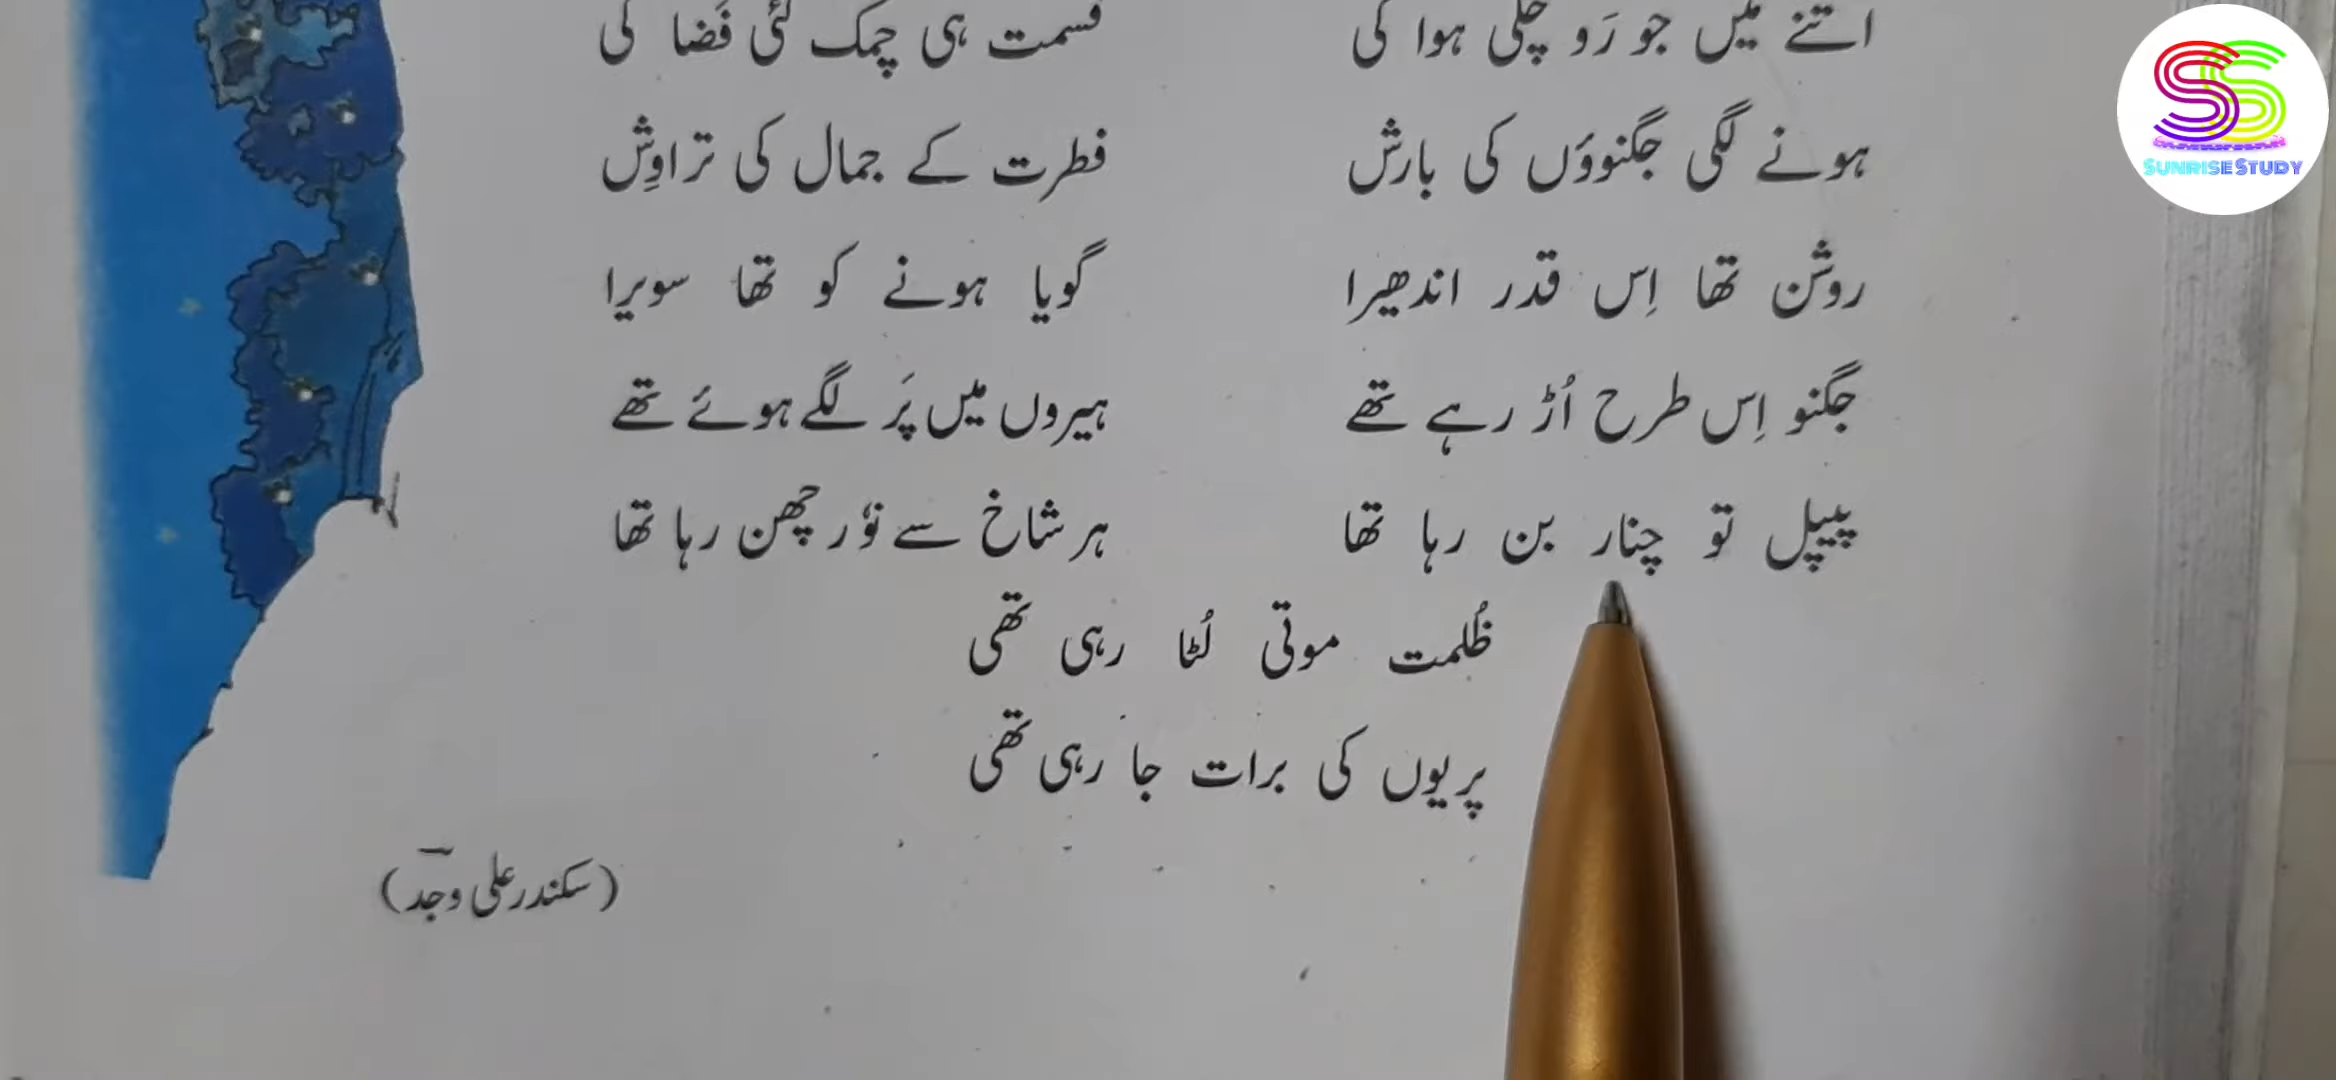 اتنے میں جو رَو چلی ہوا کی قسمت ہی چمک گئی فَضا کی
ہونے لگی جگنوؤں کی بارش فطرت کے جمال کی تراوِش
روشن تھا اِس قدر اندھیرا گویا ہونے کو تھا سویرا
جگنو اِس طرح اُڑ رہے تھے ہیروں میں پَر لگے ہوئے تھے
پیپل تو چنار بن رہا تھا ہر شاخ سے نوٗر چھن رہا تھا
ظُلمت موتی لُٹا رہی تھی
پریوں کی برات جا رہی تھی
(سکندر علی وجد)
SS
SUNRISE STUDY